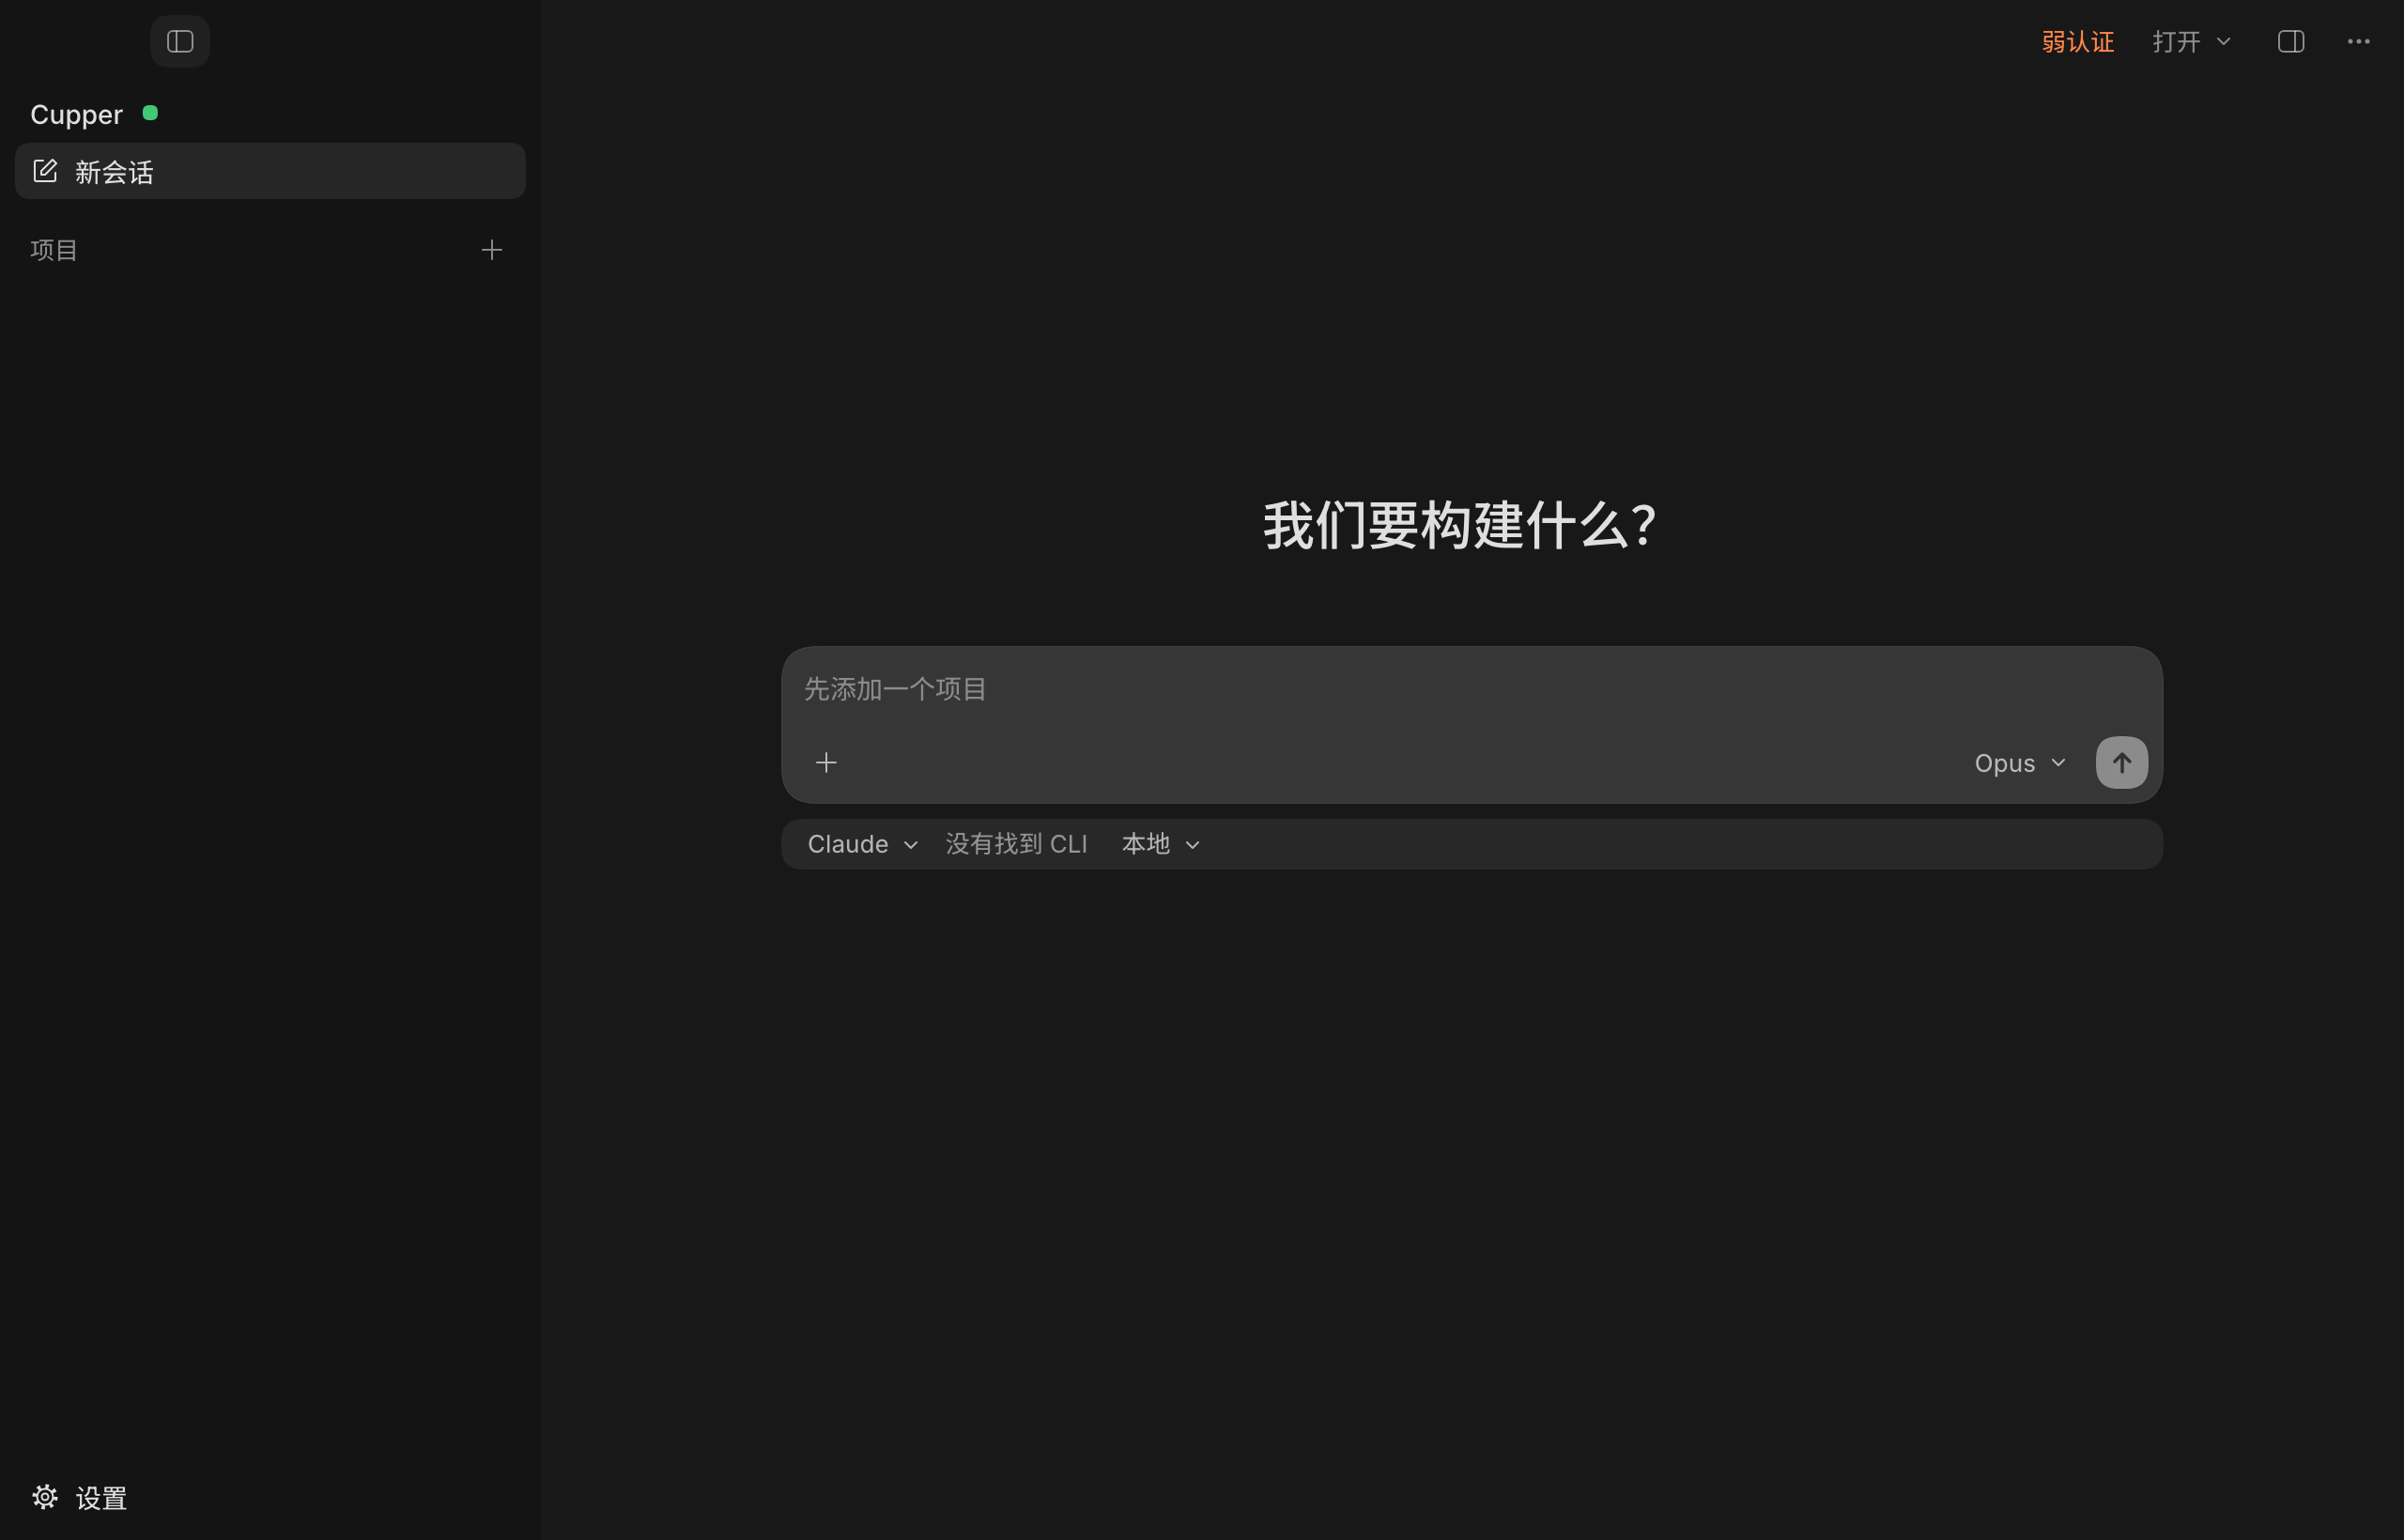 弱认证 打开
Cupper
新会话
项目
我们要构建什么？
先添加一个项目
Opus
Claude 没有找到 CLI 本地
设置